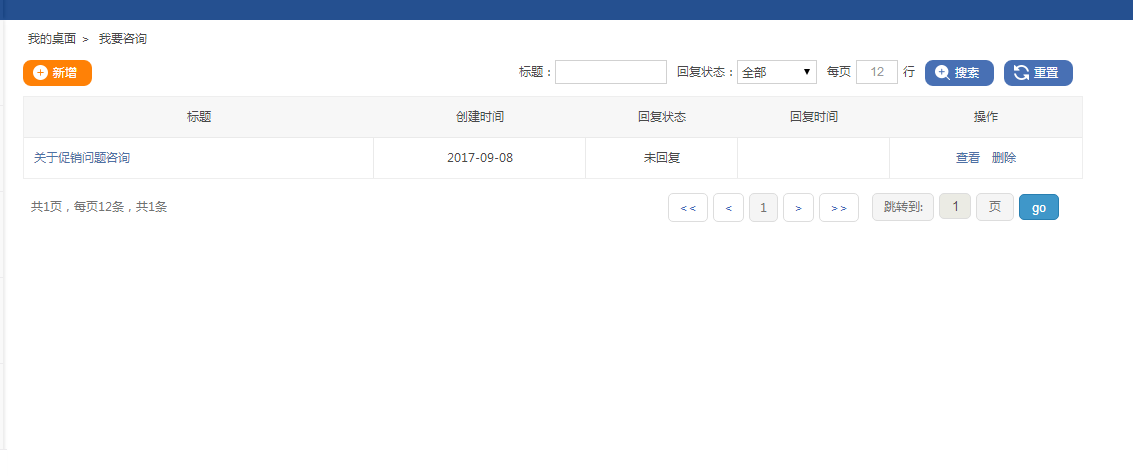 我的桌面 > 我要咨询
新增 标题： 回复状态：全部 每页 12 行 搜索 重置
标题 创建时间 回复状态 回复时间 操作
关于促销问题咨询 2017-09-08 未回复 查看 删除
共1页，每页12条，共1条 << < 1 > >> 跳转到: 1 页 go